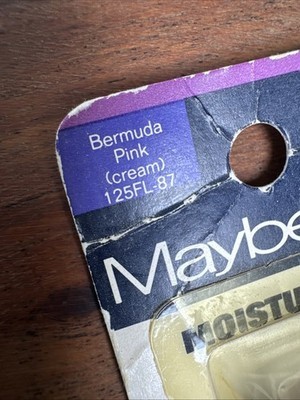 Bermuda
Pink
(cream)
125FL-87
Maybe
MOISTU